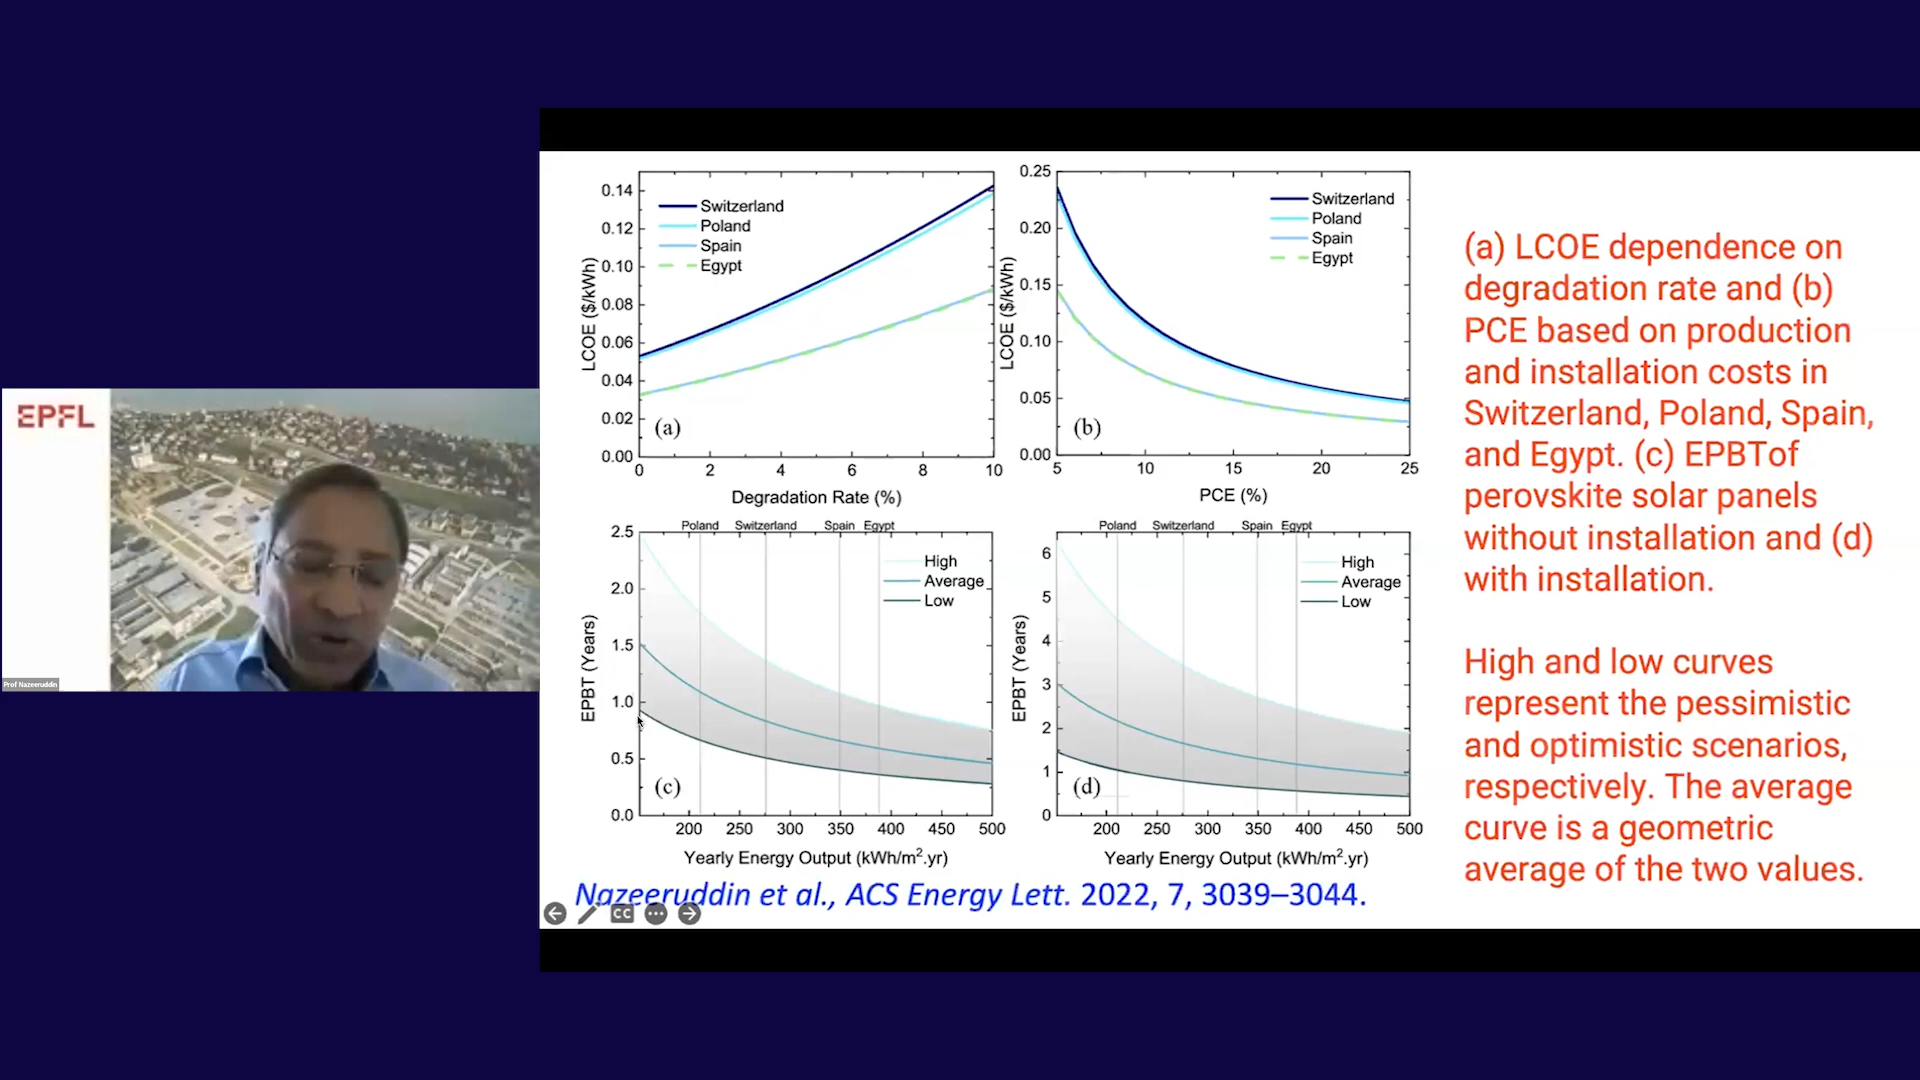 EPFL
Prof Nazeeruddin
0.14
0.12
0.10
0.08
0.06
0.04
0.02
0.00
LCOE ($/kWh)
Switzerland
Poland
Spain
Egypt
(a)
0 2 4 6 8 10
Degradation Rate (%)
0.25
0.20
0.15
0.10
0.05
0.00
LCOE ($/kWh)
Switzerland
Poland
Spain
Egypt
(b)
5 10 15 20 25
PCE (%)
Poland Switzerland Spain Egypt
2.5
2.0
1.5
1.0
0.5
0.0
EPBT (Years)
High
Average
Low
(c)
200 250 300 350 400 450 500
Yearly Energy Output (kWh/m².yr)
Poland Switzerland Spain Egypt
6
5
4
3
2
1
0
EPBT (Years)
High
Average
Low
(d)
200 250 300 350 400 450 500
Yearly Energy Output (kWh/m².yr)
Nazeeruddin et al., ACS Energy Lett. 2022, 7, 3039–3044.
CC
(a) LCOE dependence on
degradation rate and (b)
PCE based on production
and installation costs in
Switzerland, Poland, Spain,
and Egypt. (c) EPBTof
perovskite solar panels
without installation and (d)
with installation.
High and low curves
represent the pessimistic
and optimistic scenarios,
respectively. The average
curve is a geometric
average of the two values.